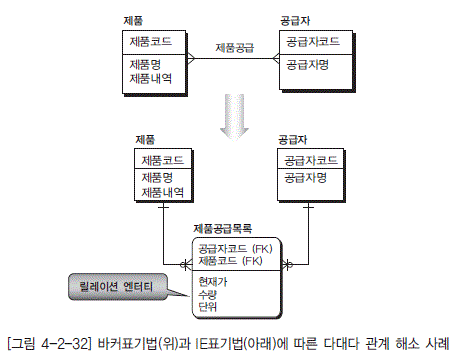 제품
제품코드
제품명
제품내역
제품공급
공급자
공급자코드
공급자명
제품
제품코드
제품명
제품내역
공급자
공급자코드
공급자명
제품공급목록
공급자코드 (FK)
제품코드 (FK)
현재가
수량
단위
릴레이션 엔터티
[그림 4-2-32] 바커표기법(위)과 IE표기법(아래)에 따른 다대다 관계 해소 사례